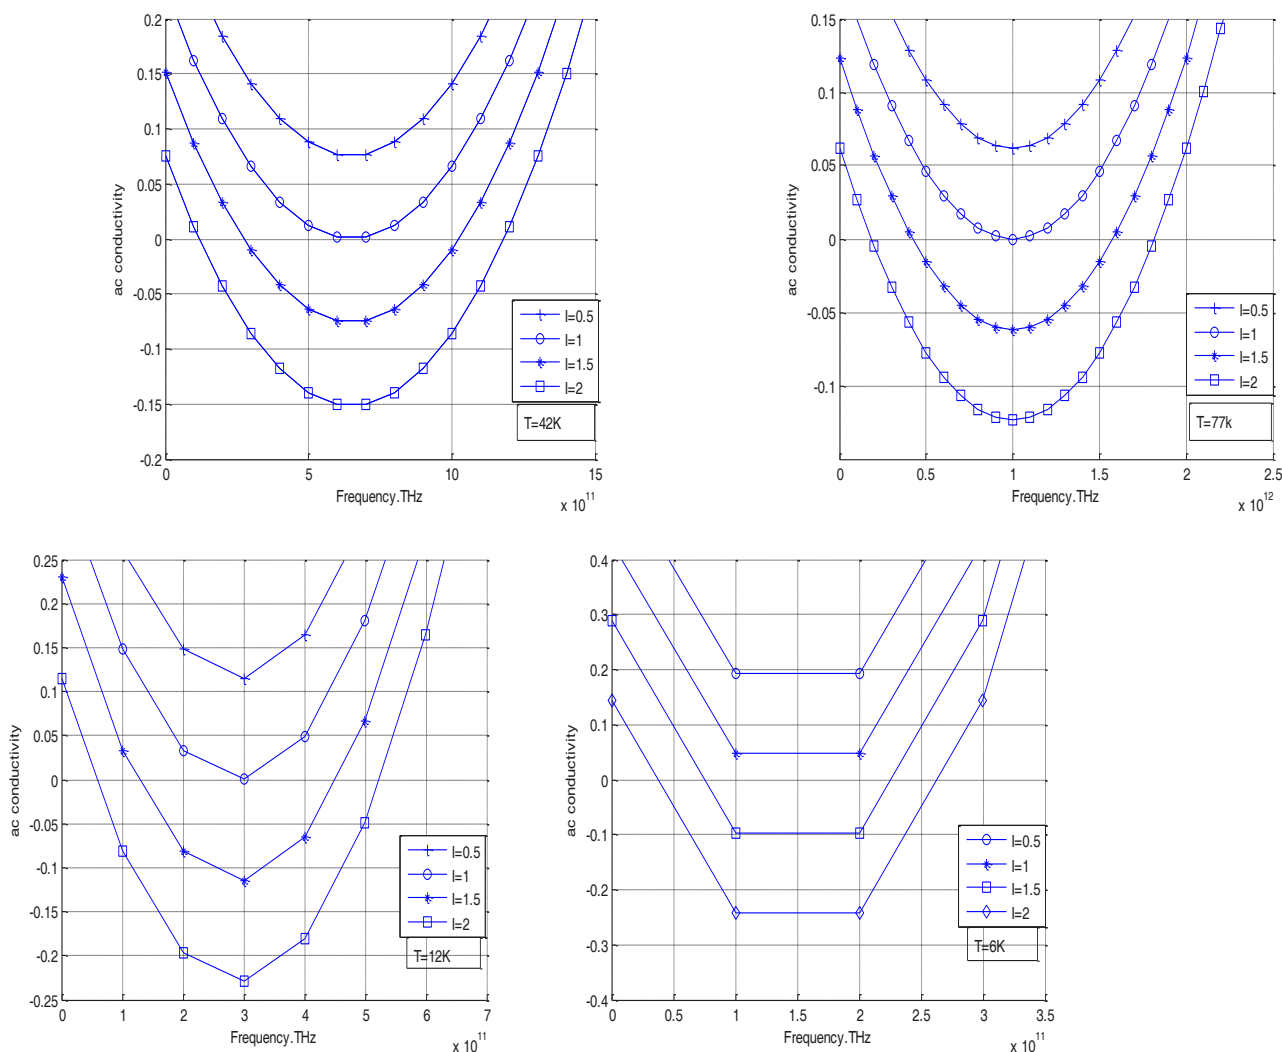 0.2
0.15
0.1
0.05
0
-0.05
-0.1
-0.15
-0.2
ac conductivity
0
5
10
15
Frequency.THz
x 10^11
l=0.5
l=1
l=1.5
l=2
T=42K
0.15
0.1
0.05
0
-0.05
-0.1
ac conductivity
0
0.5
1
1.5
2
2.5
Frequency.THz
x 10^12
l=0.5
l=1
l=1.5
l=2
T=77k
0.25
0.2
0.15
0.1
0.05
0
-0.05
-0.1
-0.15
-0.2
-0.25
ac conductivity
0
1
2
3
4
5
6
7
Frequency.THz
x 10^11
l=0.5
l=1
l=1.5
l=2
T=12K
0.4
0.3
0.2
0.1
0
-0.1
-0.2
-0.3
-0.4
ac conductivity
0
0.5
1
1.5
2
2.5
3
3.5
Frequency.THz
x 10^11
l=0.5
l=1
l=1.5
l=2
T=6K